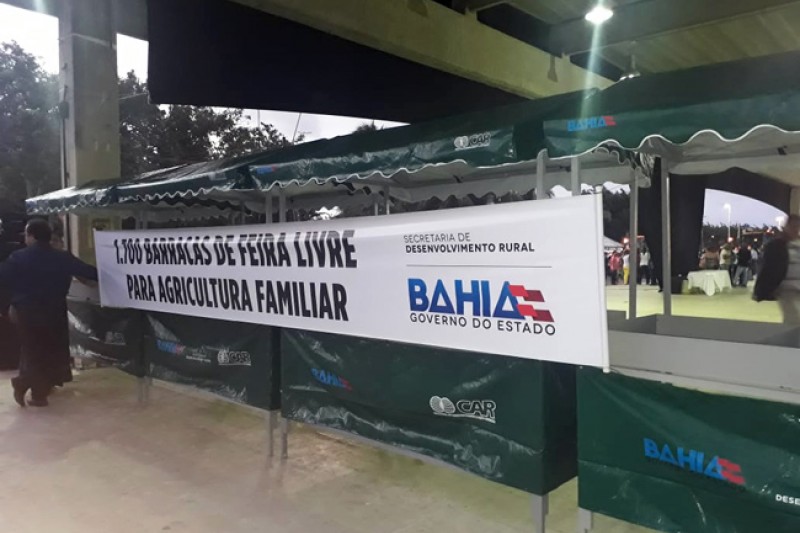 CAR
BAHIA
1.700 BARRACAS DE FEIRA LIVRE
PARA AGRICULTURA FAMILIAR
SECRETARIA DE
DESENVOLVIMENTO RURAL
BAHIA
GOVERNO DO ESTADO
BAHIA
CAR
BAHIA
CAR
BAHIA